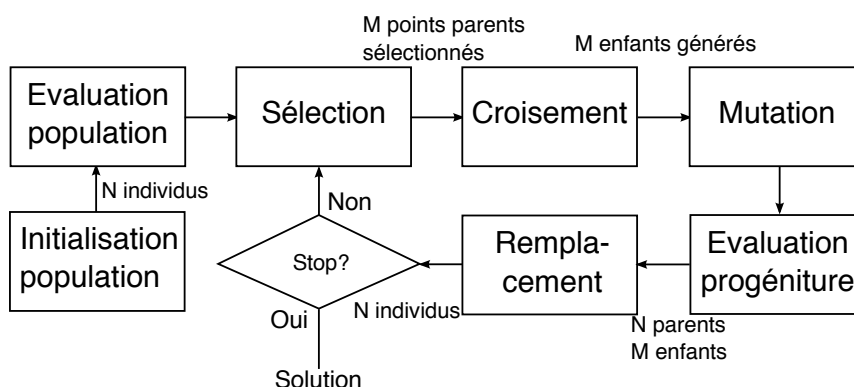 M points parents
sélectionnés
M enfants générés
Evaluation
population
Sélection
Croisement
Mutation
N individus
Non
Initialisation
population
Stop?
Rempla-
cement
Evaluation
progéniture
N individus
Oui
N parents
M enfants
Solution